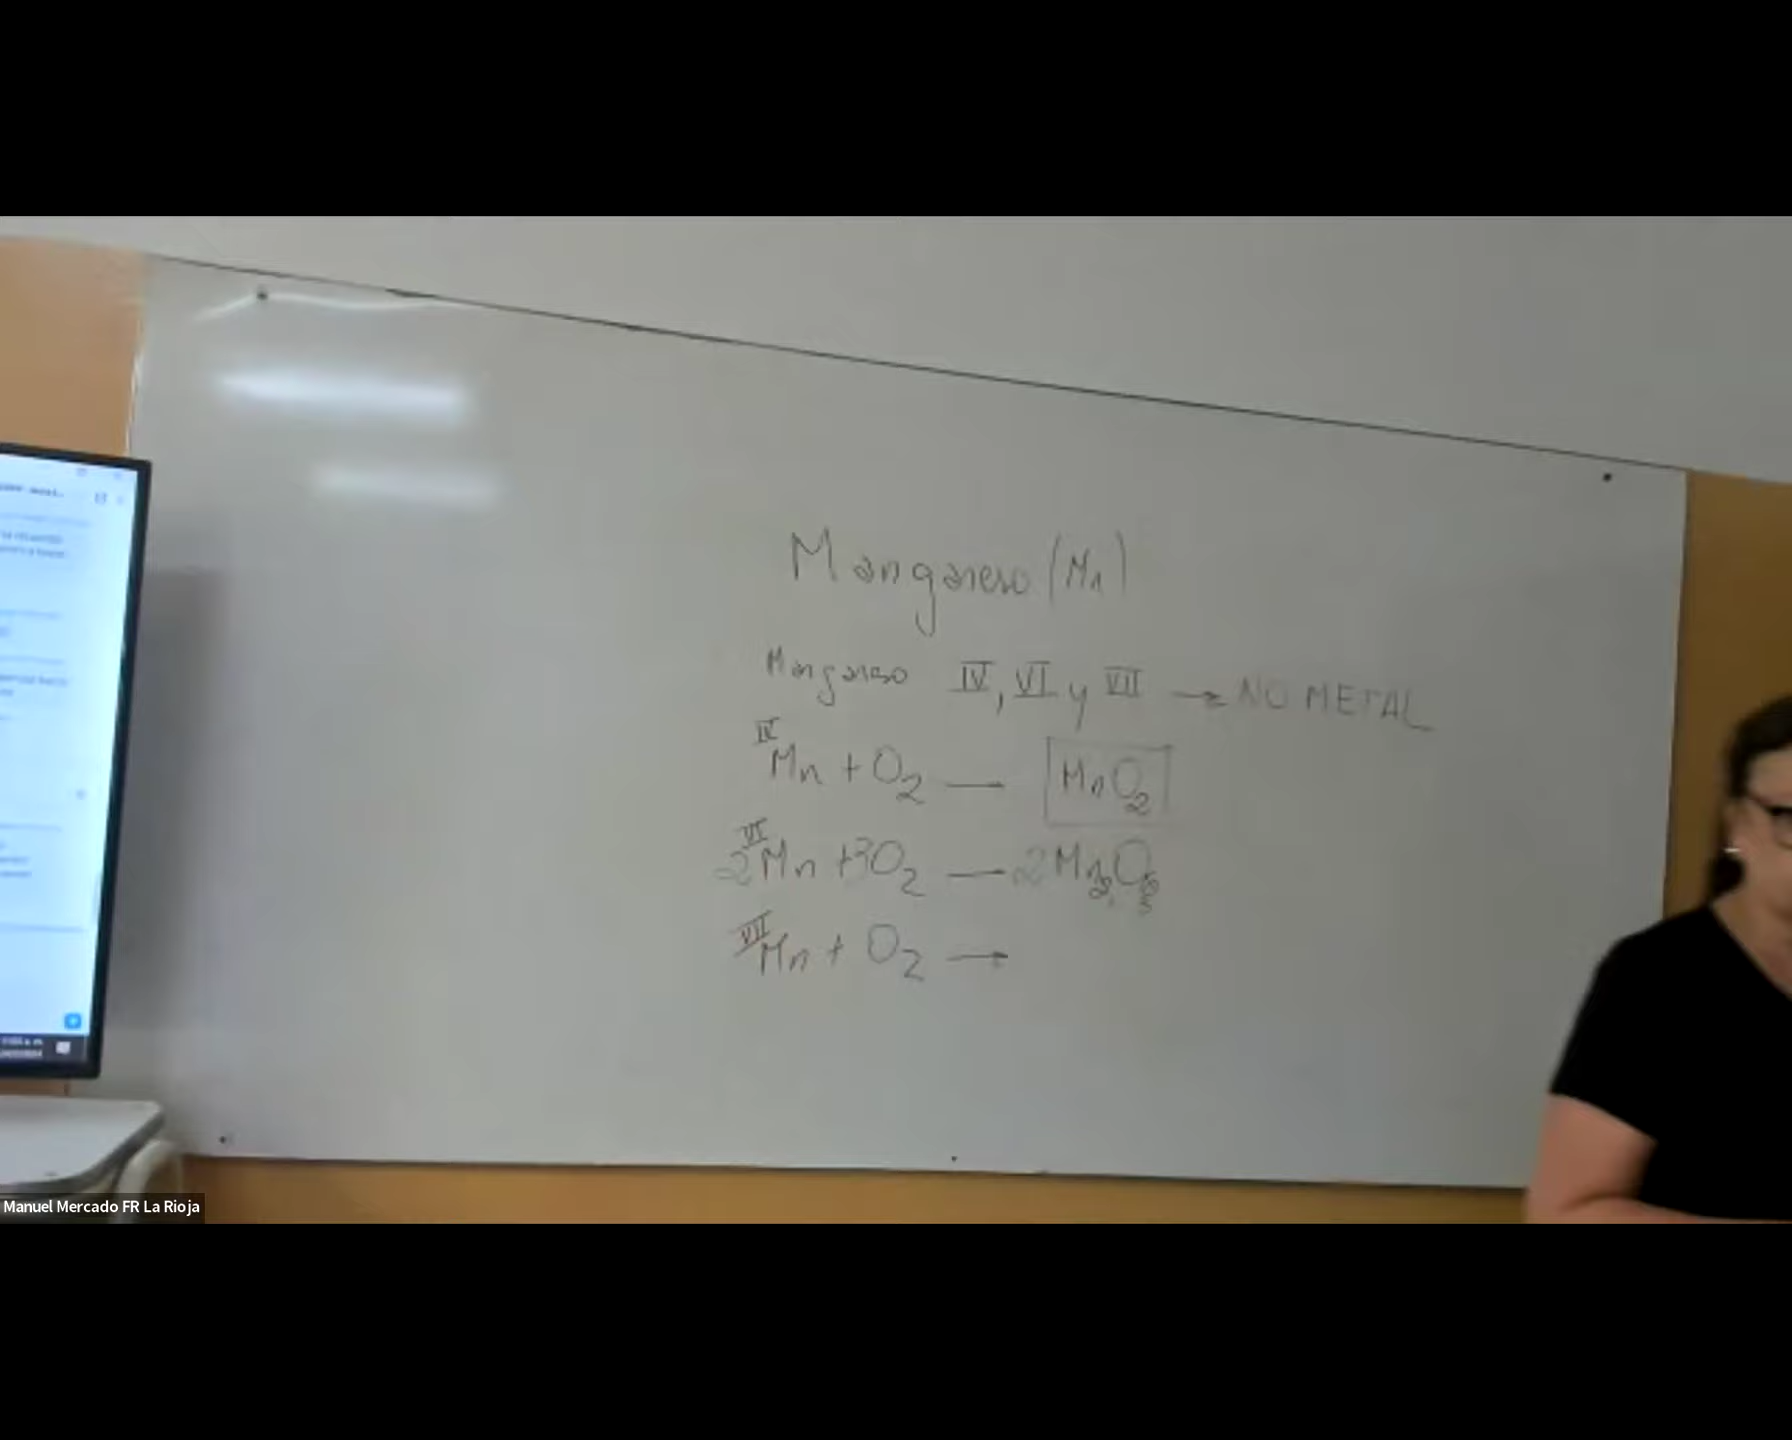 Manganeso (Mn)
Manganeso IV, VI y VII → NO METAL
IV
Mn + O2 — MnO2
VI
2Mn + 3O2 — 2Mn2O6
3
VII
Mn + O2 →
Manuel Mercado FR La Rioja